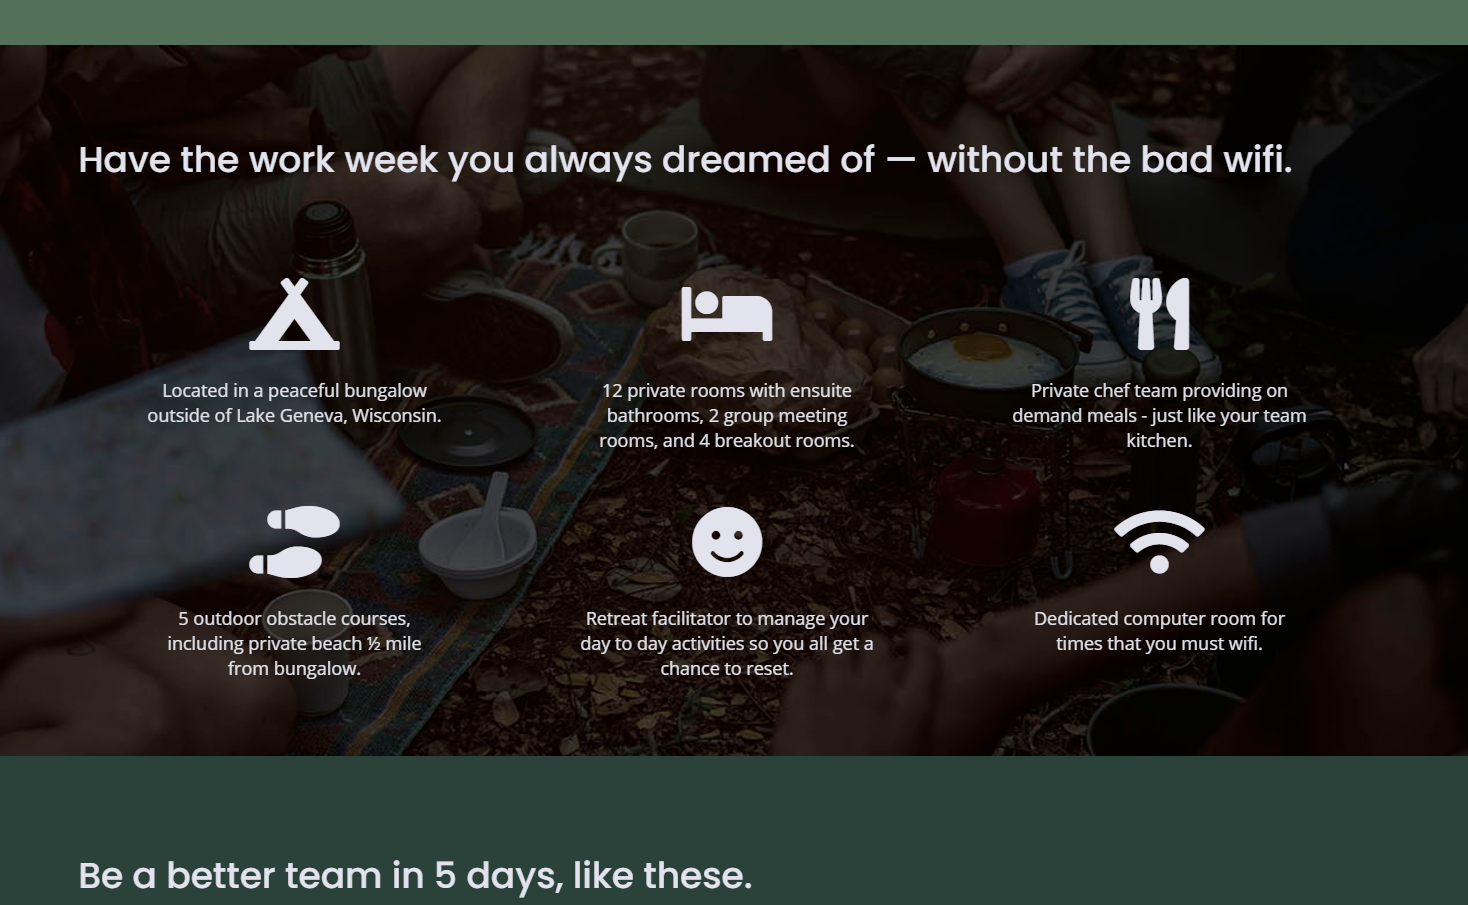 Have the work week you always dreamed of — without the bad wifi.
Located in a peaceful bungalow
outside of Lake Geneva, Wisconsin.
12 private rooms with ensuite
bathrooms, 2 group meeting
rooms, and 4 breakout rooms.
Private chef team providing on
demand meals - just like your team
kitchen.
5 outdoor obstacle courses,
including private beach ½ mile
from bungalow.
Retreat facilitator to manage your
day to day activities so you all get a
chance to reset.
Dedicated computer room for
times that you must wifi.
Be a better team in 5 days, like these.